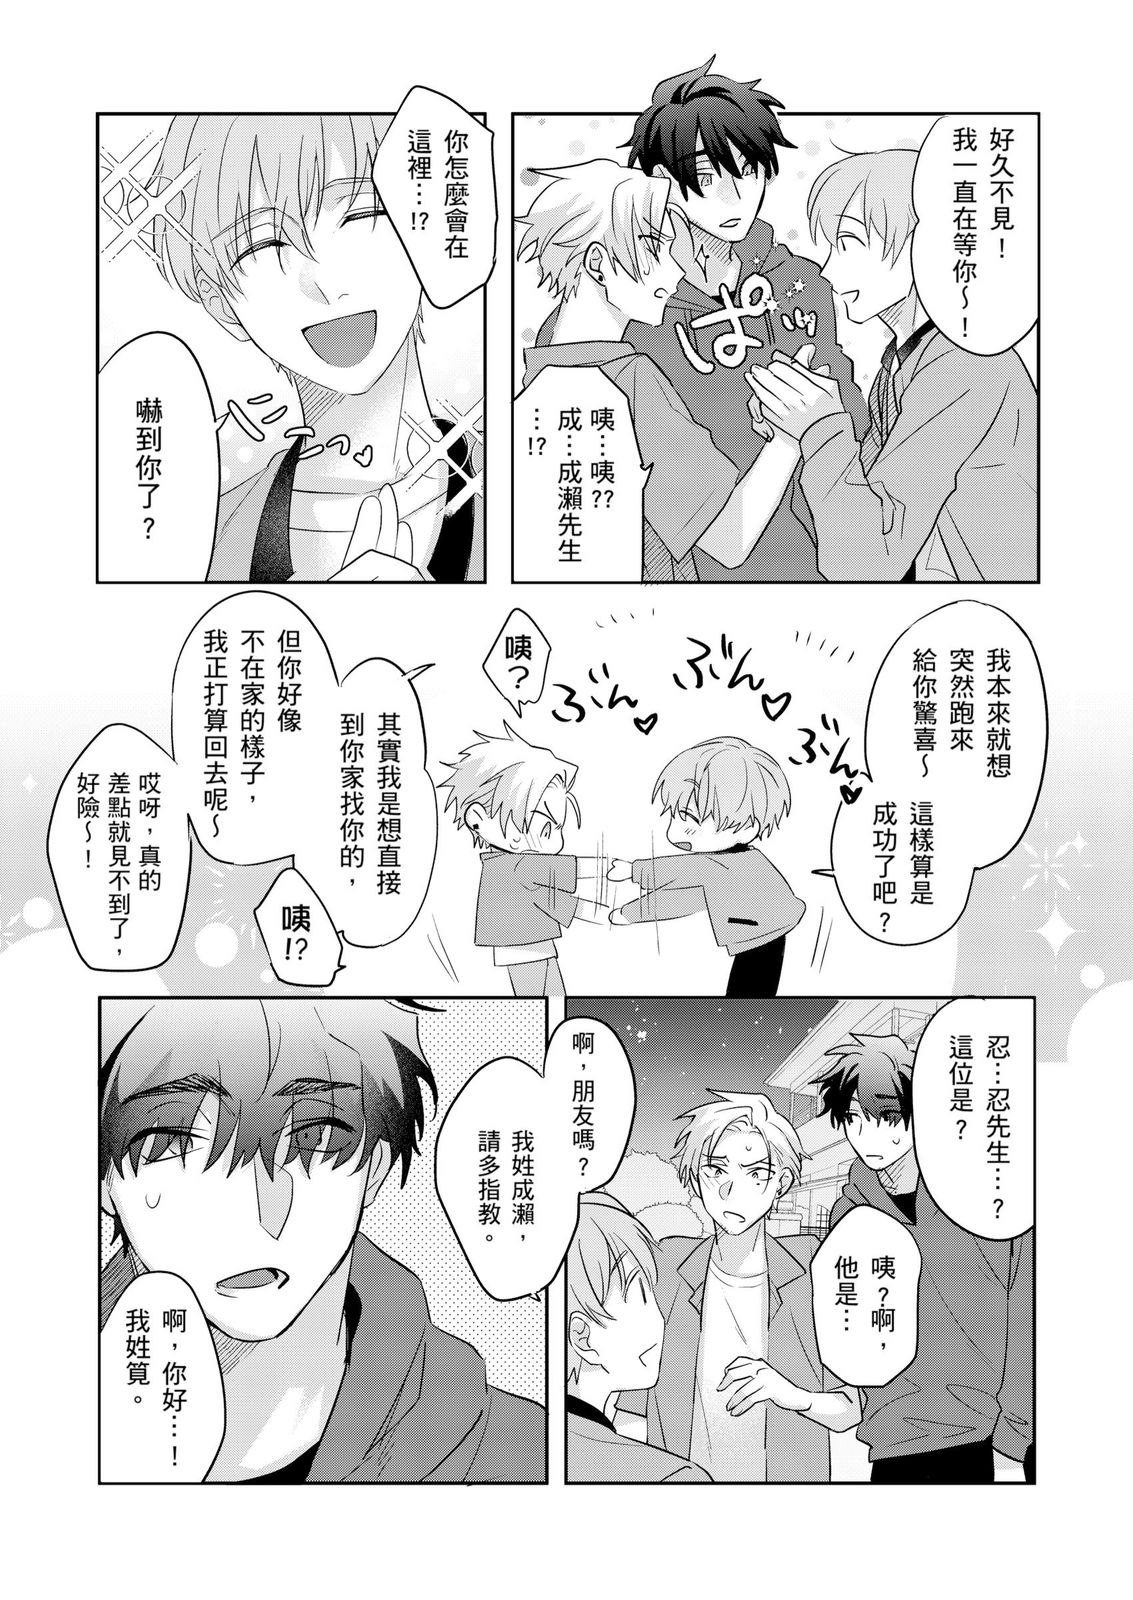 好久不見！
我一直在等你～！
ぱ
ッ
咦…咦??
成…成瀨先生
…!?
你怎麼會在
這裡…!?
嚇到你了？
ニコっ
我本來就想
突然跑來
給你驚喜～
這樣算是
成功了吧？
ぶんぶん
咦？
其實我是想直接
到你家找你的，
但你好像
不在家的樣子，
我正打算回去呢～
咦!?
哎呀，真的
差點就見不到了，
好險～！
忍…忍先生…？
這位是？
咦？啊，
他是…
啊，朋友嗎？
我姓成瀨，
請多指教。
啊，你好…！
我姓筧。